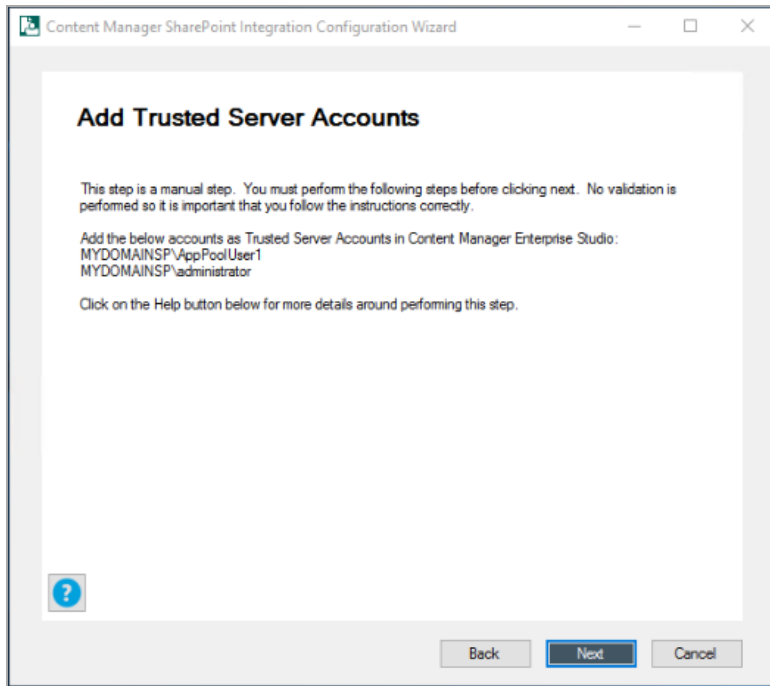 Content Manager SharePoint Integration Configuration Wizard
Add Trusted Server Accounts
This step is a manual step. You must perform the following steps before clicking next. No validation is
performed so it is important that you follow the instructions correctly.
Add the below accounts as Trusted Server Accounts in Content Manager Enterprise Studio:
MYDOMAINSP\AppPoolUser1
MYDOMAINSP\administrator
Click on the Help button below for more details around performing this step.
?
Back Next Cancel